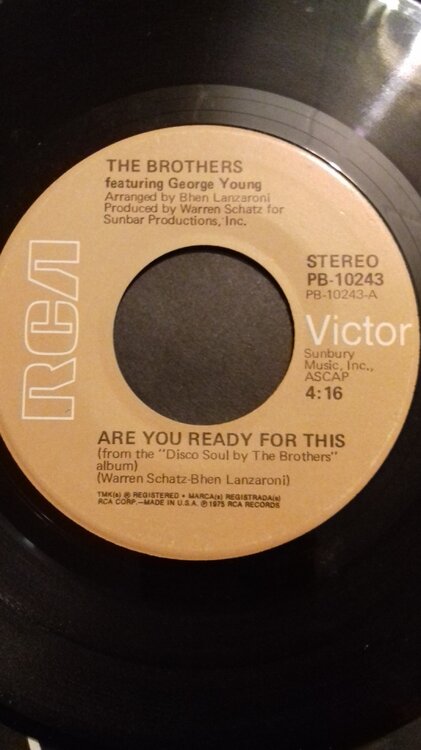 THE BROTHERS
featuring George Young
Arranged by Bhen Lanzaroni
Produced by Warren Schatz for
Sunbar Productions, Inc.
RCA
STEREO
PB-10243
PB-10243-A
Victor
Sunbury
Music, Inc.,
ASCAP
4:16
ARE YOU READY FOR THIS
(from the "Disco Soul by The Brothers"
album)
(Warren Schatz-Bhen Lanzaroni)
TMK(s) ® REGISTERED • MARCA(s) REGISTRADA(s)
RCA CORP.—MADE IN U.S.A. ℗ 1975 RCA RECORDS